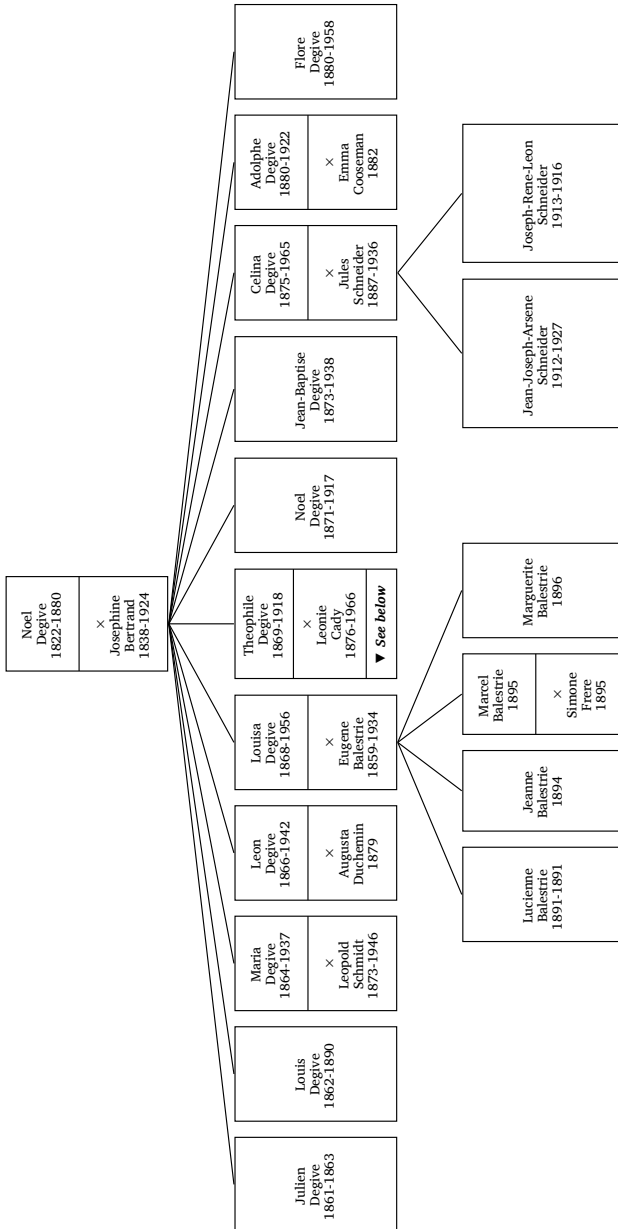 Noel
Degive
1822-1880
×
Josephine
Bertrand
1838-1924
Julien
Degive
1861-1863
Louis
Degive
1862-1890
Maria
Degive
1864-1937
×
Leopold
Schmidt
1873-1946
Leon
Degive
1866-1942
×
Augusta
Duchemin
1879
Louisa
Degive
1868-1956
×
Eugene
Balestrie
1859-1934
Theophile
Degive
1869-1918
×
Leonie
Cady
1876-1966
▼ See below
Noel
Degive
1871-1917
Jean-Baptise
Degive
1873-1938
Celina
Degive
1875-1965
×
Jules
Schneider
1887-1936
Adolphe
Degive
1880-1922
×
Emma
Cooseman
1882
Flore
Degive
1880-1958
Lucienne
Balestrie
1891-1891
Jeanne
Balestrie
1894
Marcel
Balestrie
1895
×
Simone
Frere
1895
Marguerite
Balestrie
1896
Jean-Joseph-Arsene
Schneider
1912-1927
Joseph-Rene-Leon
Schneider
1913-1916